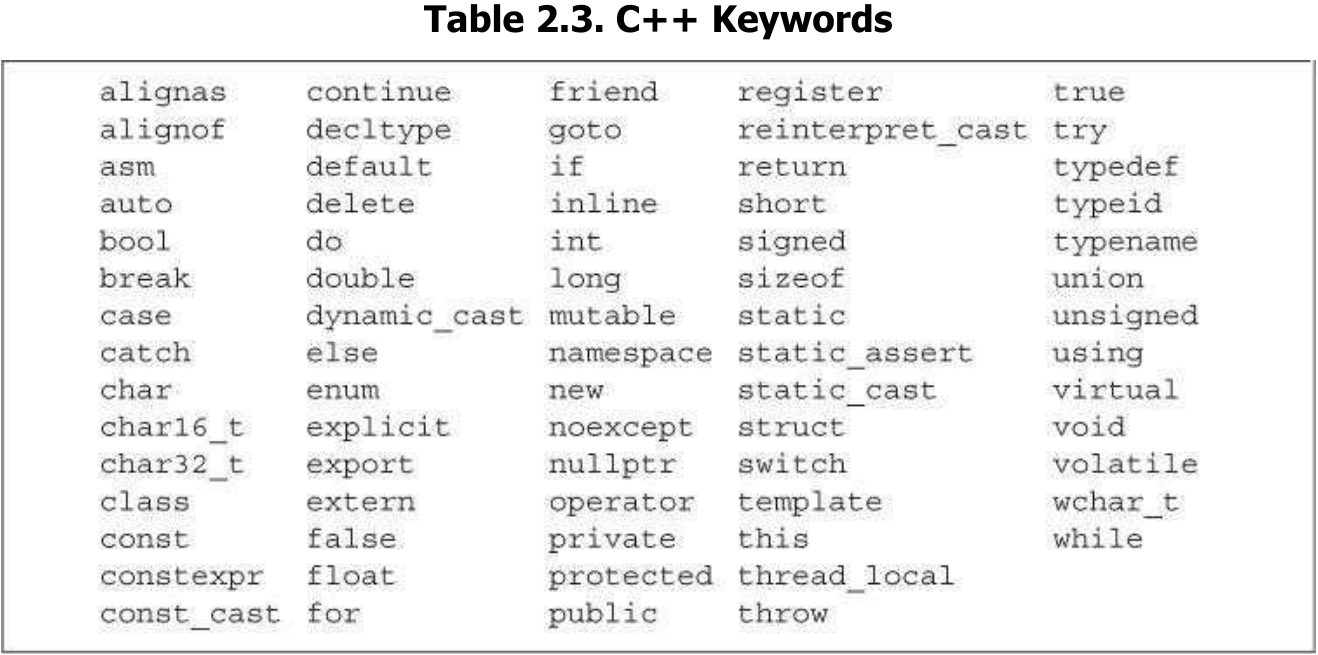 Table 2.3. C++ Keywords
alignas continue friend register true
alignof decltype goto reinterpret_cast try
asm default if return typedef
auto delete inline short typeid
bool do int signed typename
break double long sizeof union
case dynamic_cast mutable static unsigned
catch else namespace static_assert using
char enum new static_cast virtual
char16_t explicit noexcept struct void
char32_t export nullptr switch volatile
class extern operator template wchar_t
const false private this while
constexpr float protected thread_local
const_cast for public throw